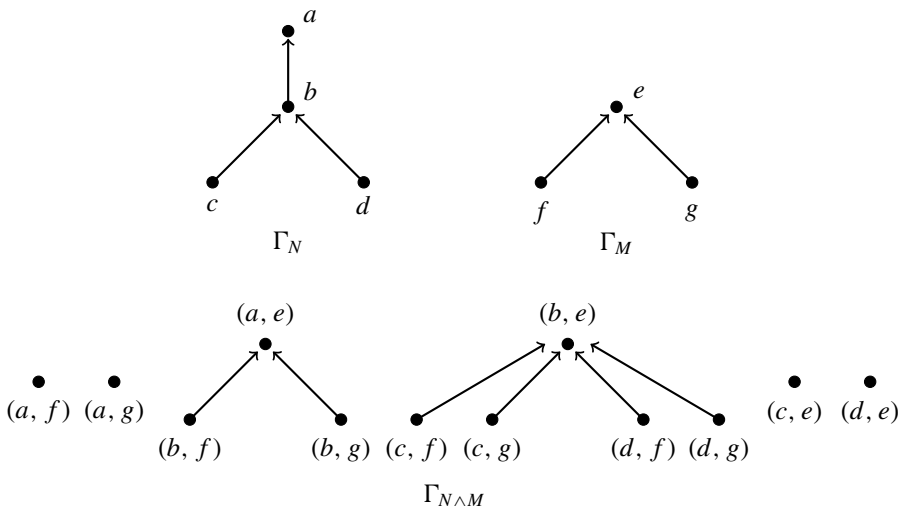 a
b e
c d f g
Γ_N Γ_M
(a, e) (b, e)
(a, f) (a, g) (c, e) (d, e)
(b, f) (b, g) (c, f) (c, g) (d, f) (d, g)
Γ_{N∧M}